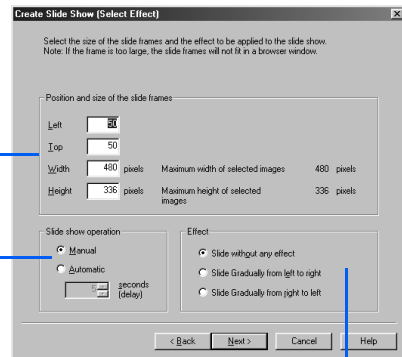 Create Slide Show (Select Effect)
Select the size of the slide frames and the effect to be applied to the slide show.
Note: If the frame is too large, the slide frames will not fit in a browser window.
Position and size of the slide frames
Left 50
Top 50
Width 480 pixels Maximum width of selected images 480 pixels
Height 336 pixels Maximum height of selected images 336 pixels
Slide show operation
Manual
Automatic
5 seconds (delay)
Effect
Slide without any effect
Slide Gradually from left to right
Slide Gradually from right to left
< Back Next > Cancel Help